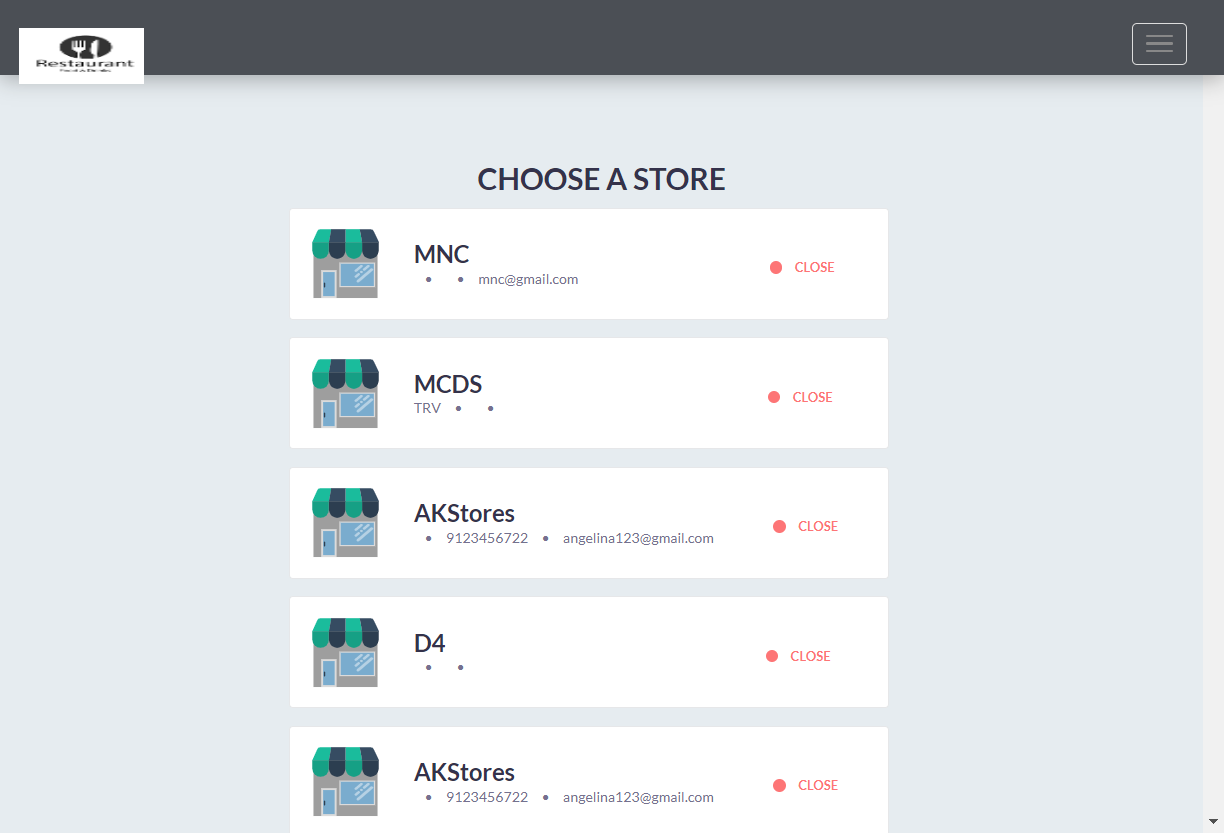 Restaurant
CHOOSE A STORE
MNC
• • mnc@gmail.com
CLOSE
MCDS
TRV • •
CLOSE
AKStores
• 9123456722 • angelina123@gmail.com
CLOSE
D4
• •
CLOSE
AKStores
• 9123456722 • angelina123@gmail.com
CLOSE